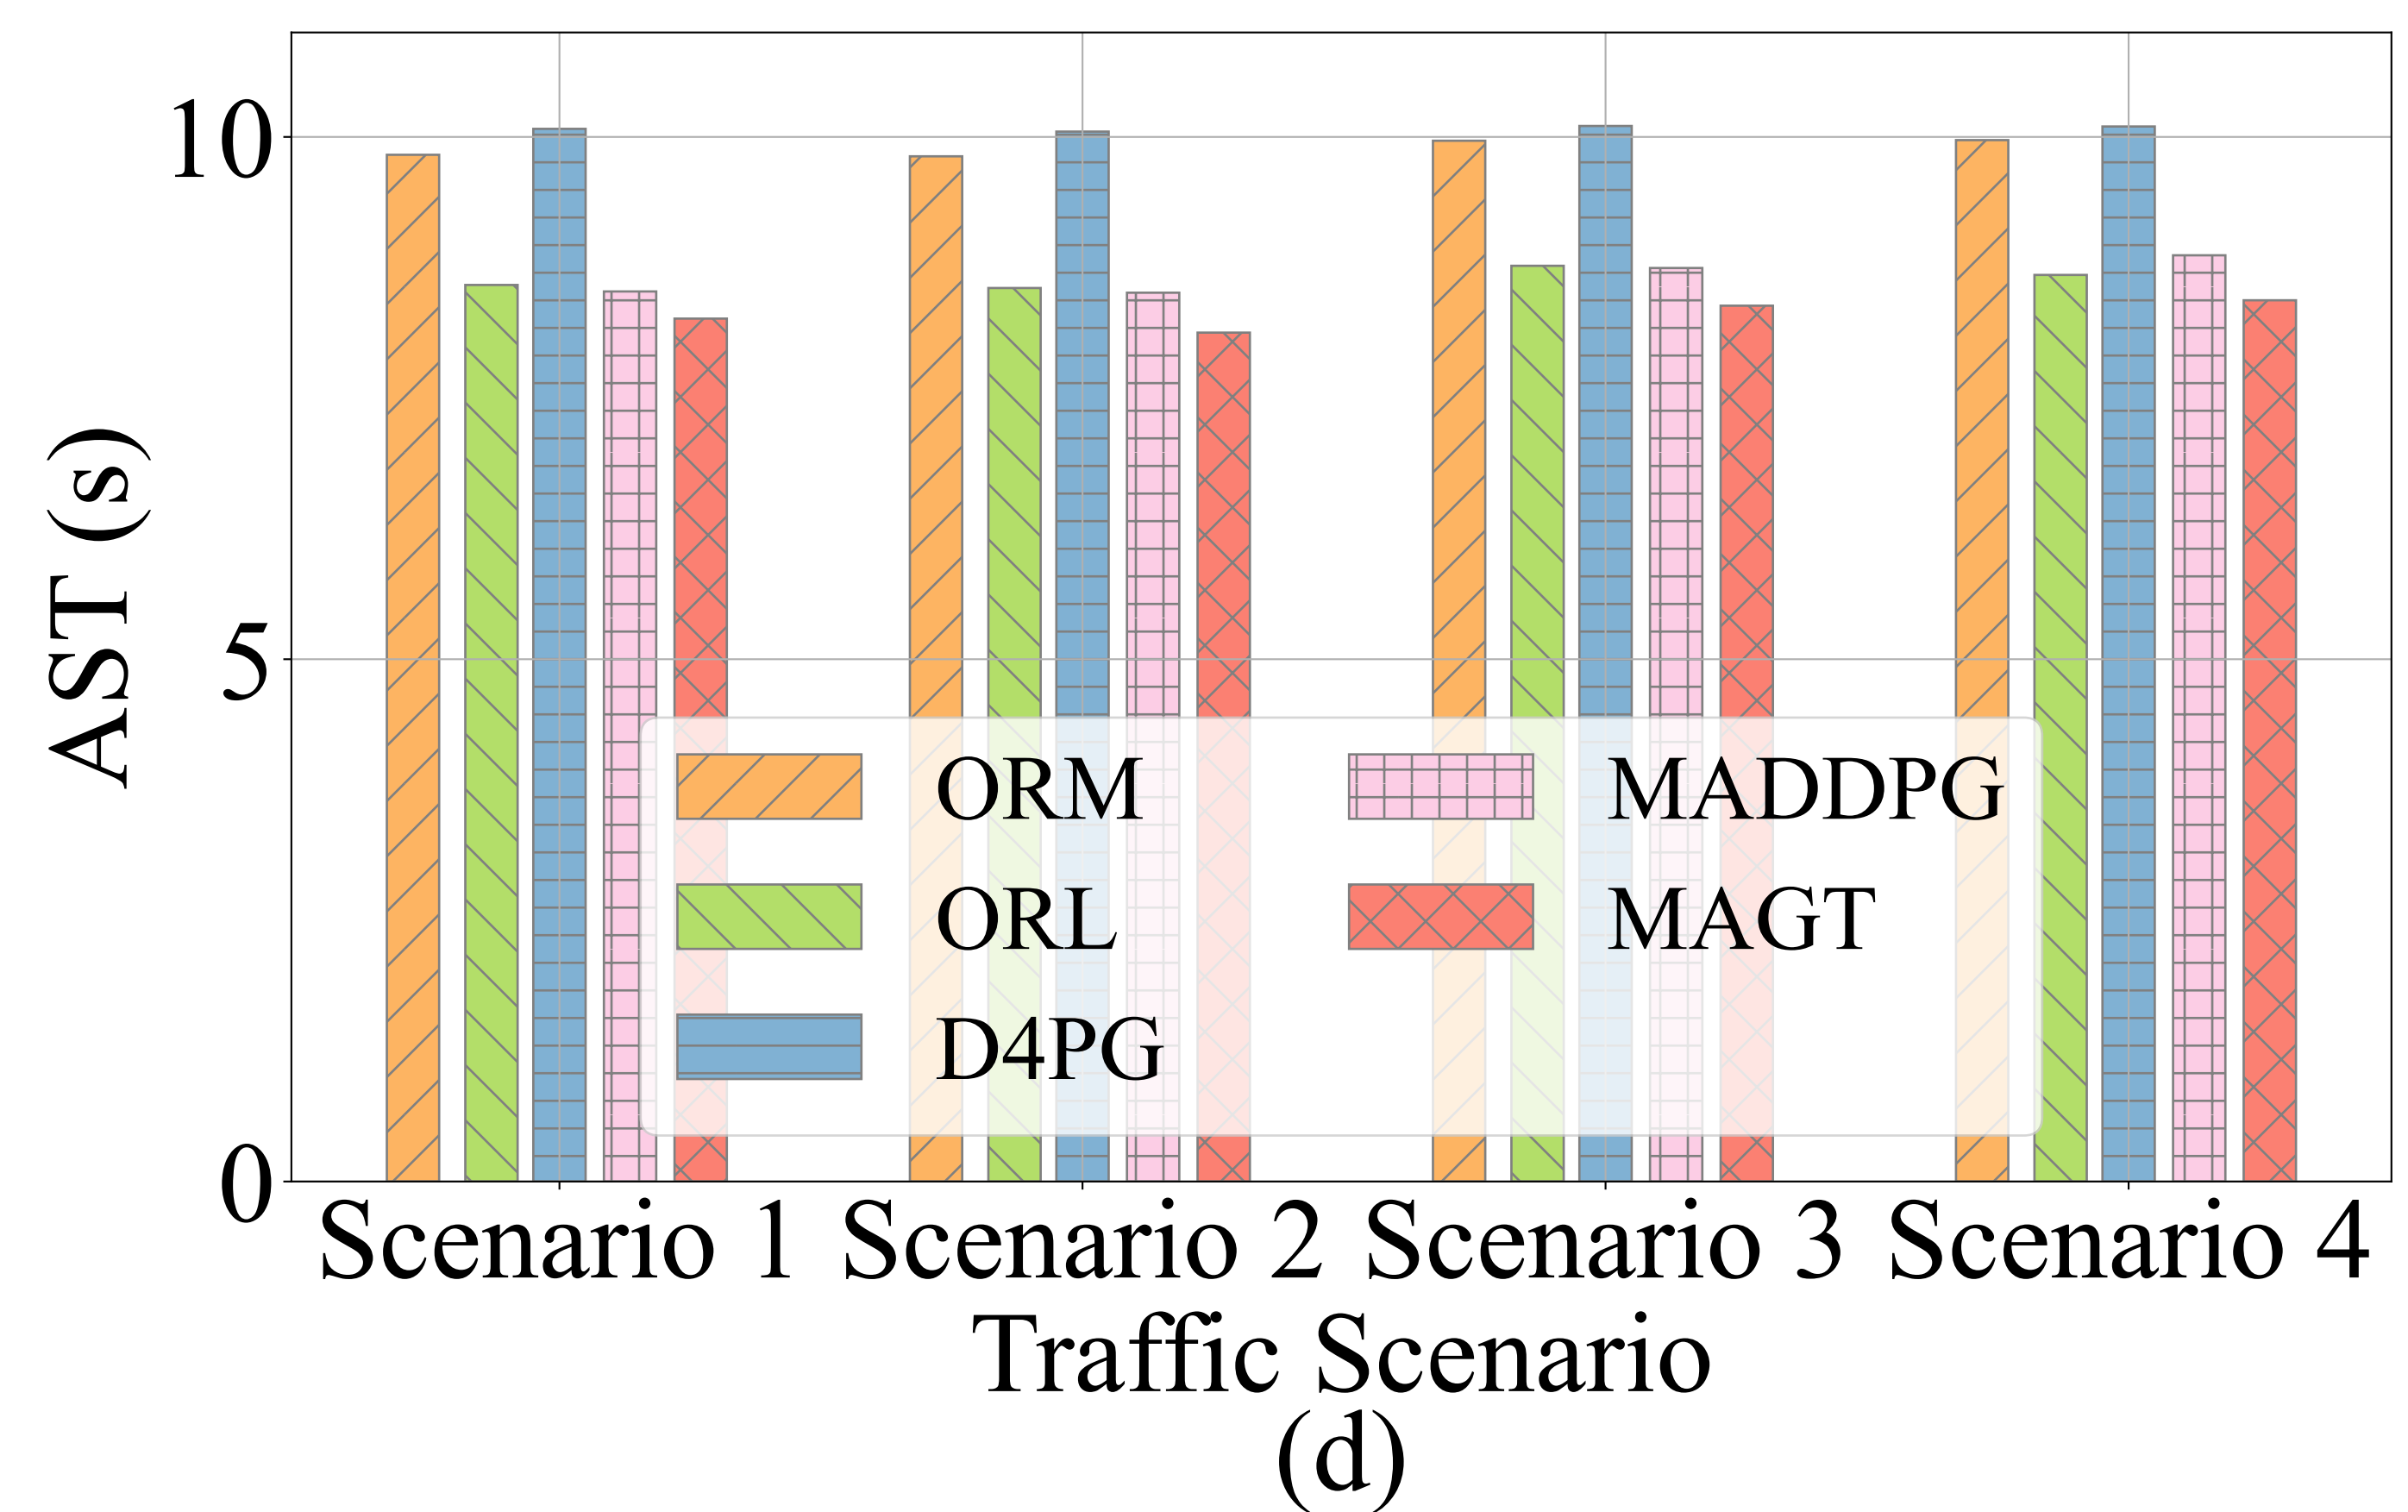 10
5
0
AST (s)
ORM
ORL
D4PG
MADDPG
MAGT
Scenario 1 Scenario 2 Scenario 3 Scenario 4
Traffic Scenario
(d)